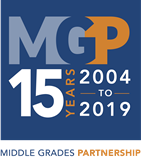 MGP
15 YEARS 2004
TO
2019
MIDDLE GRADES PARTNERSHIP